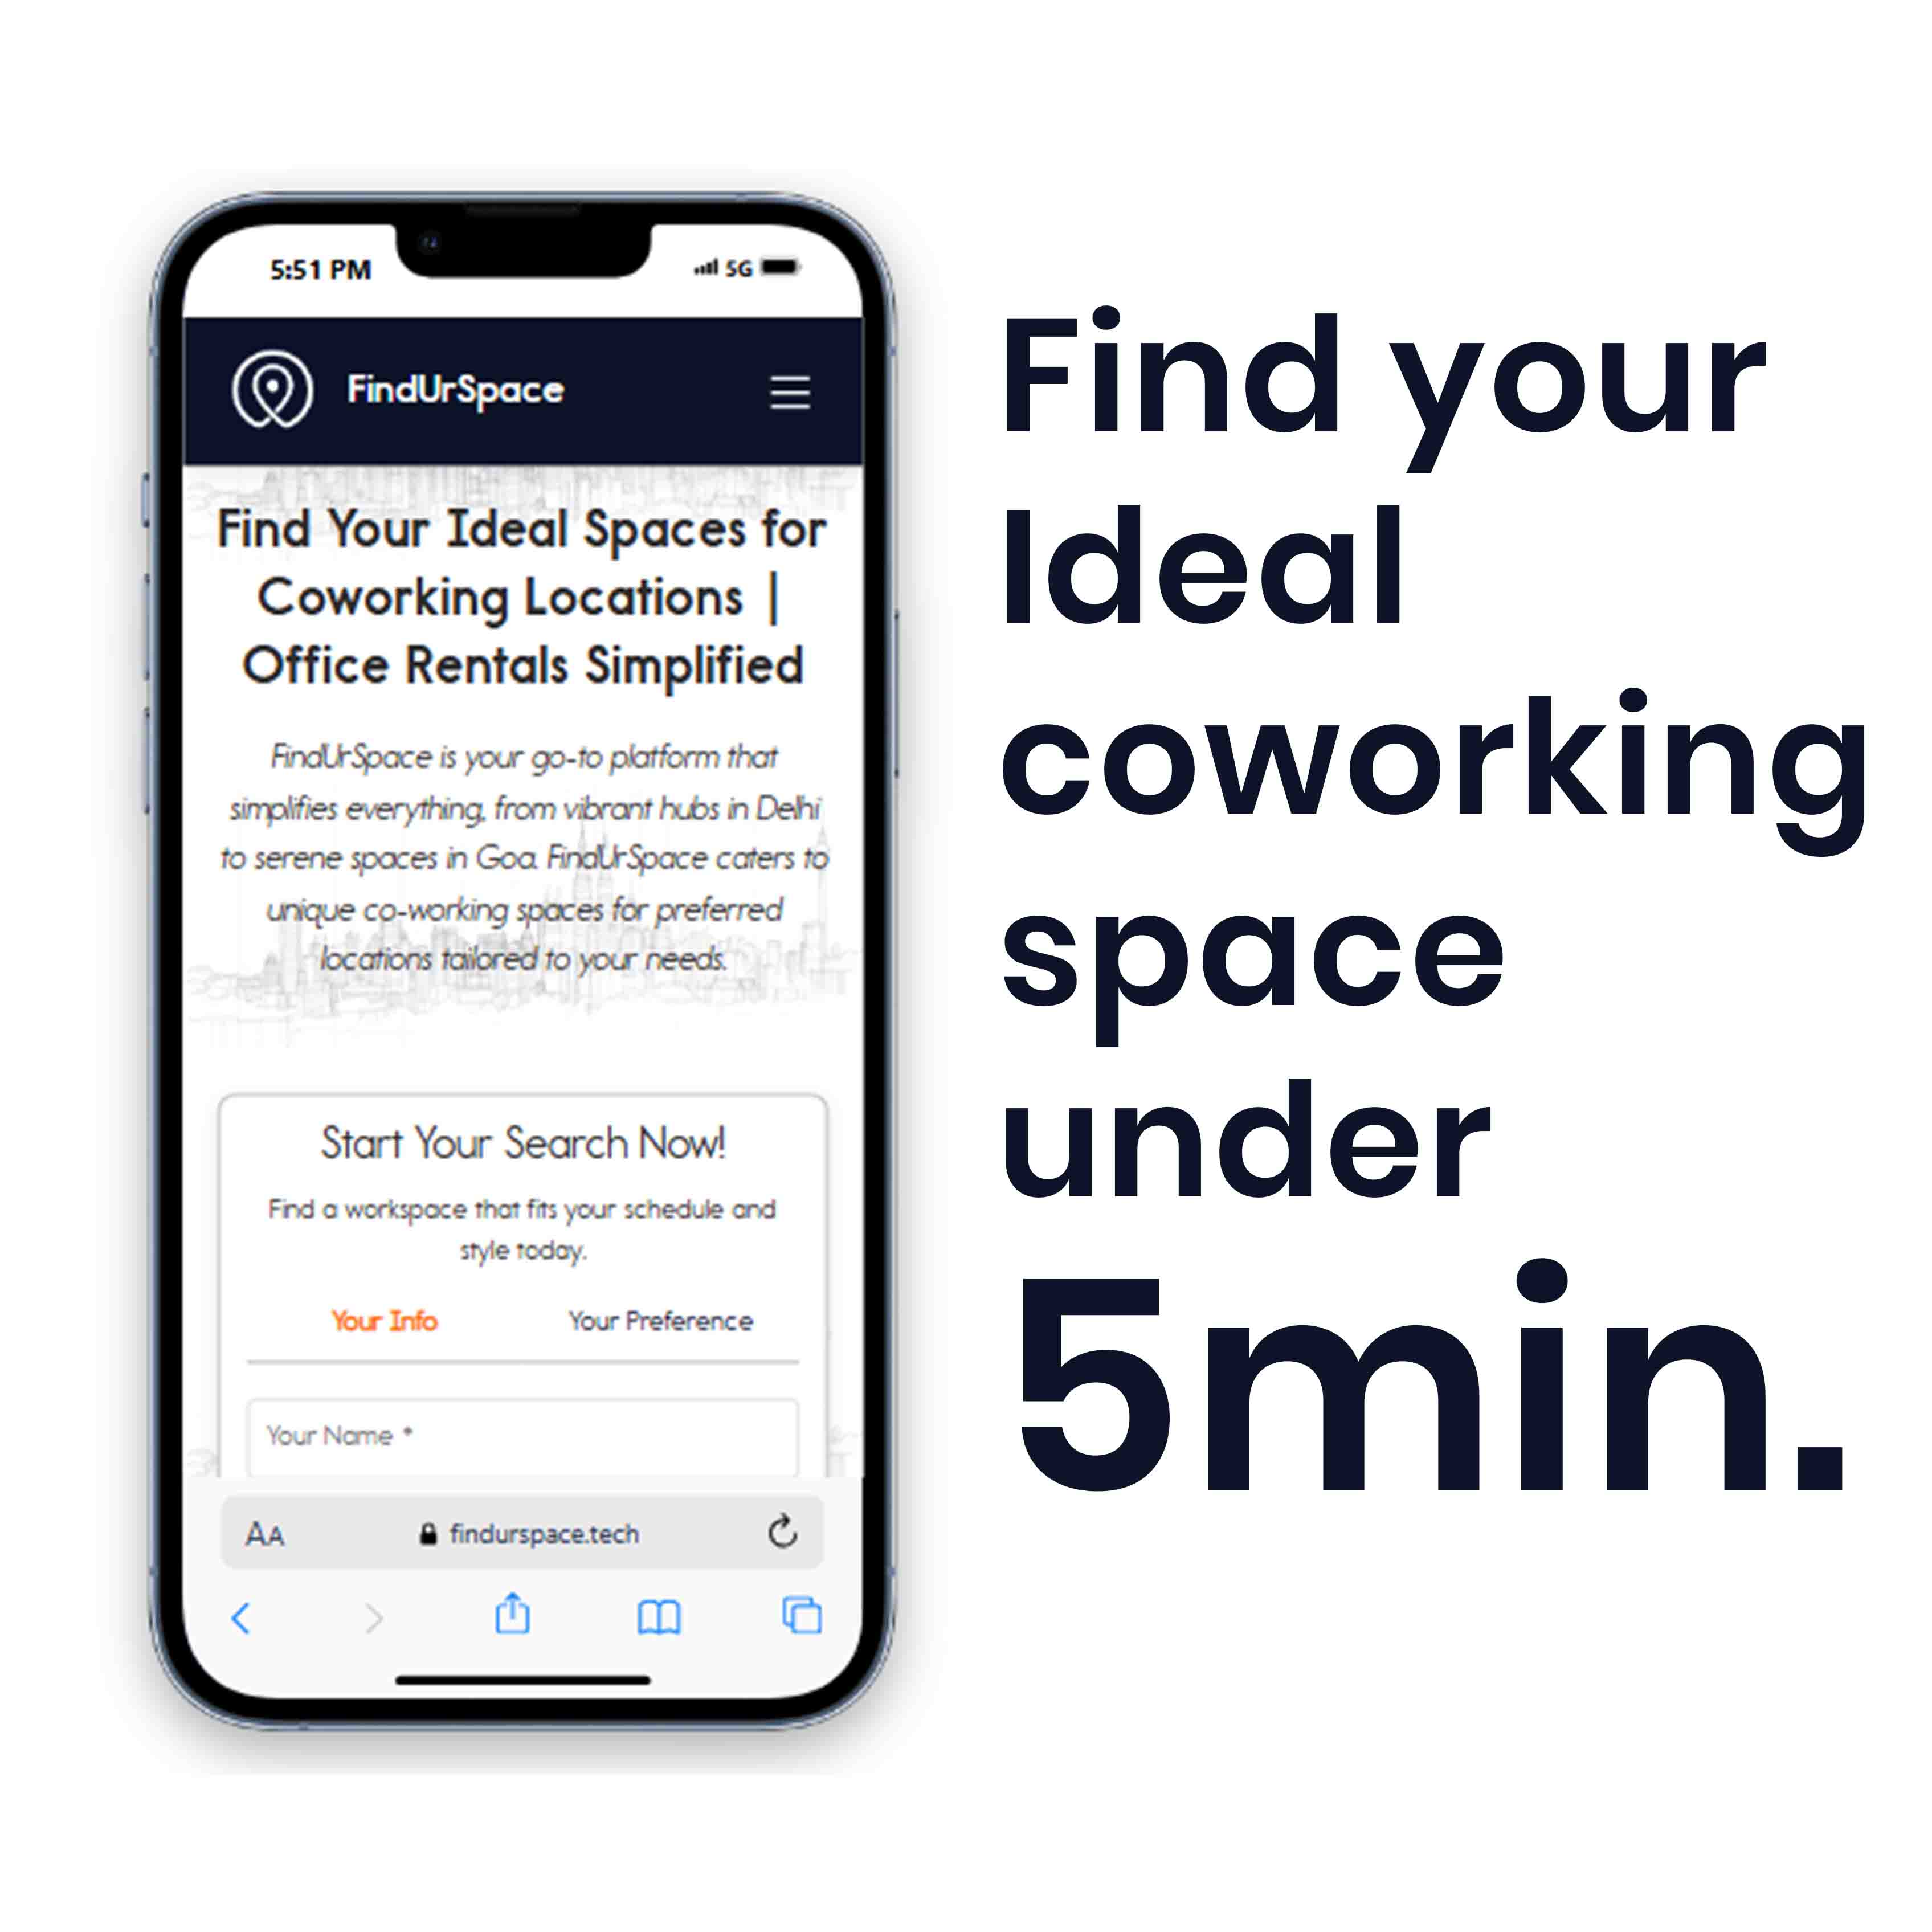 5:51 PM
5G
FindUrSpace
Find Your Ideal Spaces for
Coworking Locations |
Office Rentals Simplified
FindUrSpace is your go-to platform that
simplifies everything, from vibrant hubs in Delhi
to serene spaces in Goa. FindUrSpace caters to
unique co-working spaces for preferred
locations tailored to your needs.
Start Your Search Now!
Find a workspace that fits your schedule and
style today.
Your Info Your Preference
Your Name *
AA findurspace.tech
Find your
Ideal
coworking
space
under
5min.